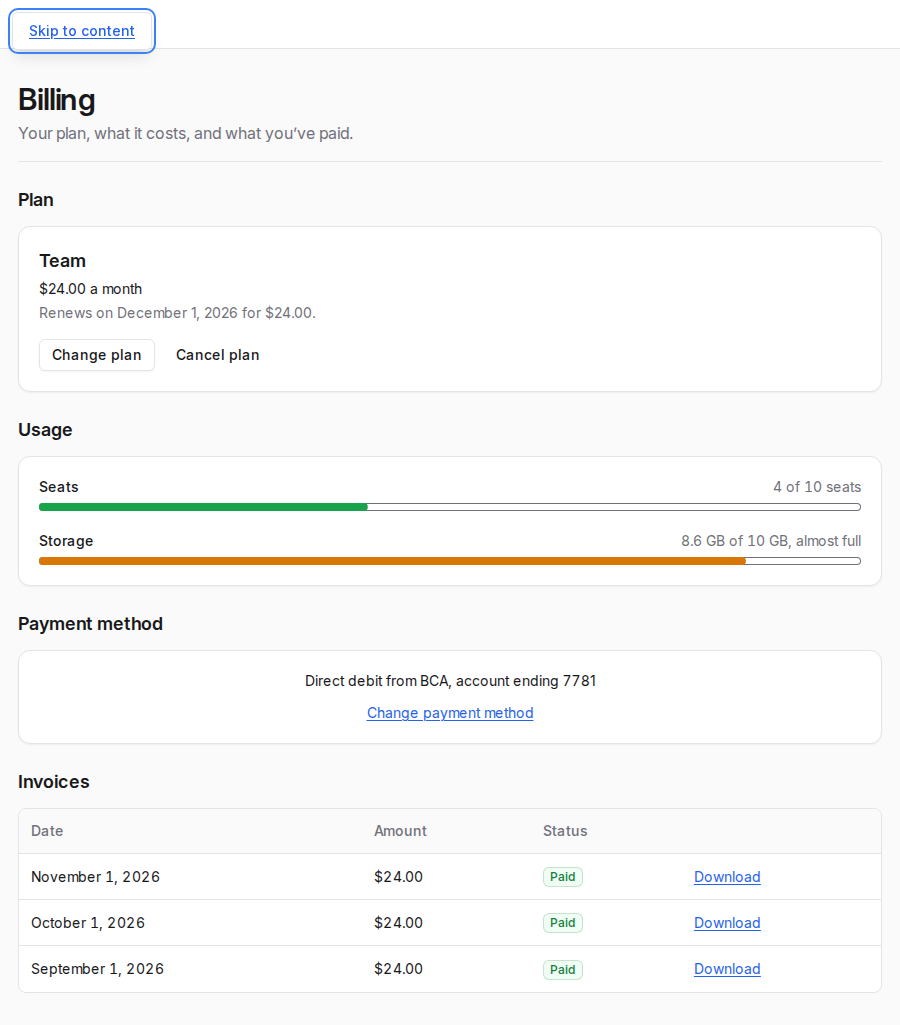 Skip to content
Billing
Your plan, what it costs, and what you’ve paid.
Plan
Team
$24.00 a month
Renews on December 1, 2026 for $24.00.
Change plan Cancel plan
Usage
Seats 4 of 10 seats
Storage 8.6 GB of 10 GB, almost full
Payment method
Direct debit from BCA, account ending 7781
Change payment method
Invoices
Date Amount Status
November 1, 2026 $24.00 Paid Download
October 1, 2026 $24.00 Paid Download
September 1, 2026 $24.00 Paid Download